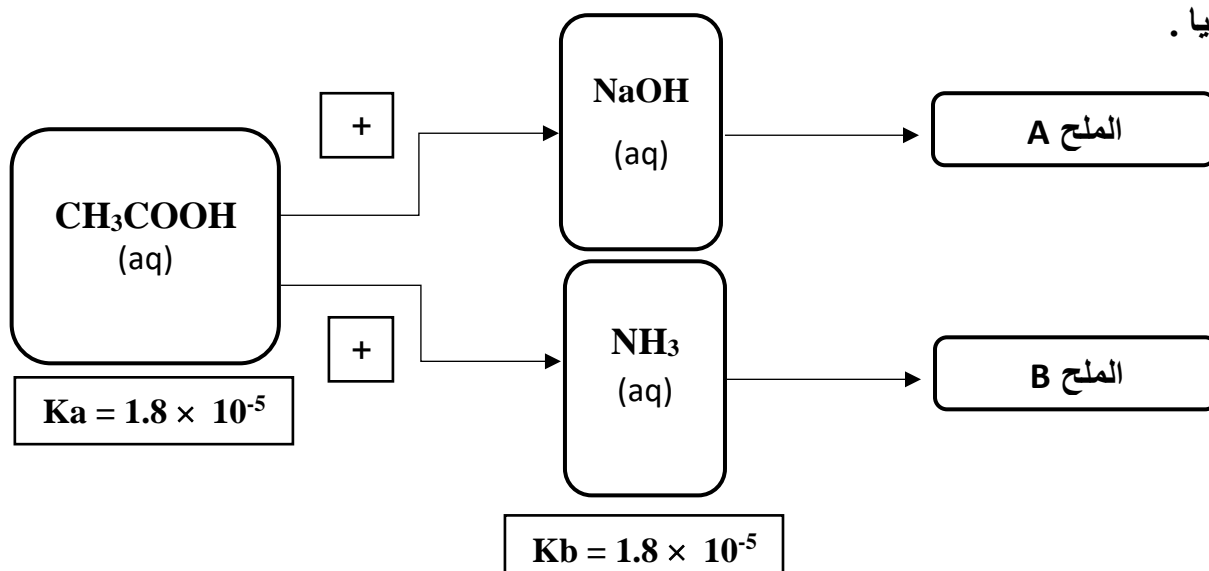 يا .
+
NaOH
(aq)
الملح A
CH₃COOH
(aq)
+
NH₃
(aq)
الملح B
Ka = 1.8 × 10⁻⁵
Kb = 1.8 × 10⁻⁵